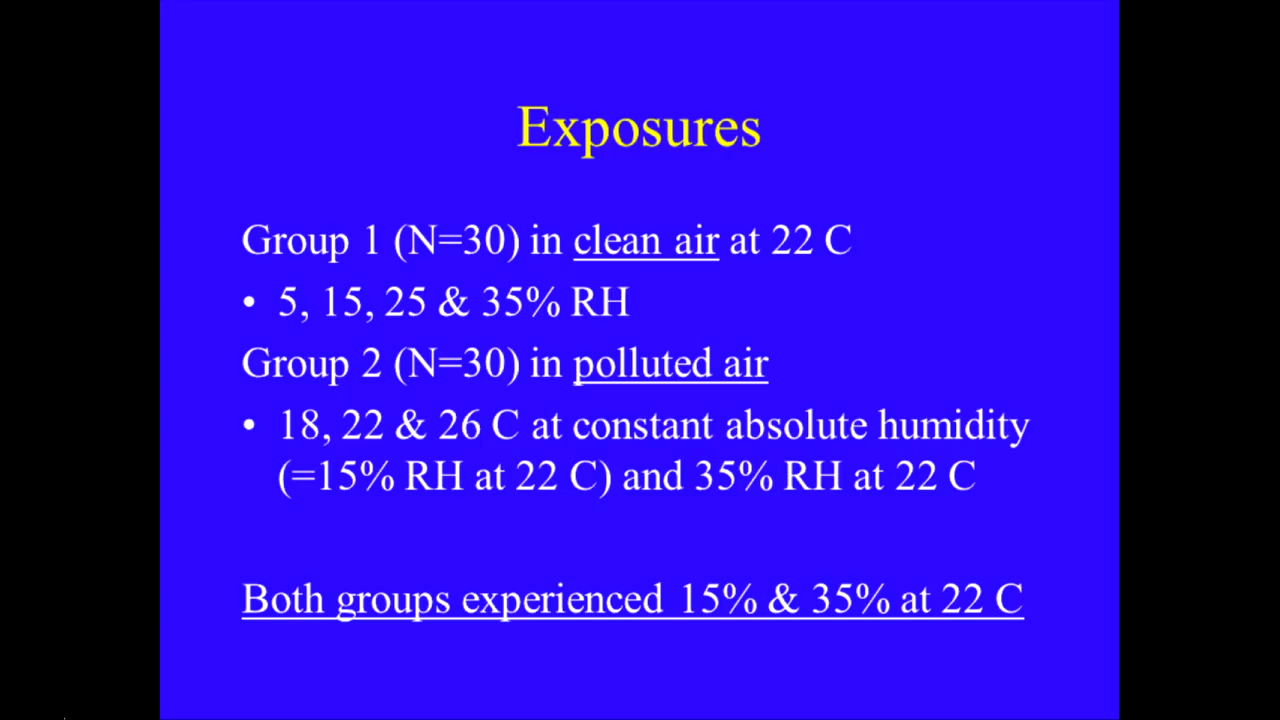 Exposures
Group 1 (N=30) in clean air at 22 C
• 5, 15, 25 & 35% RH
Group 2 (N=30) in polluted air
• 18, 22 & 26 C at constant absolute humidity
(=15% RH at 22 C) and 35% RH at 22 C
Both groups experienced 15% & 35% at 22 C